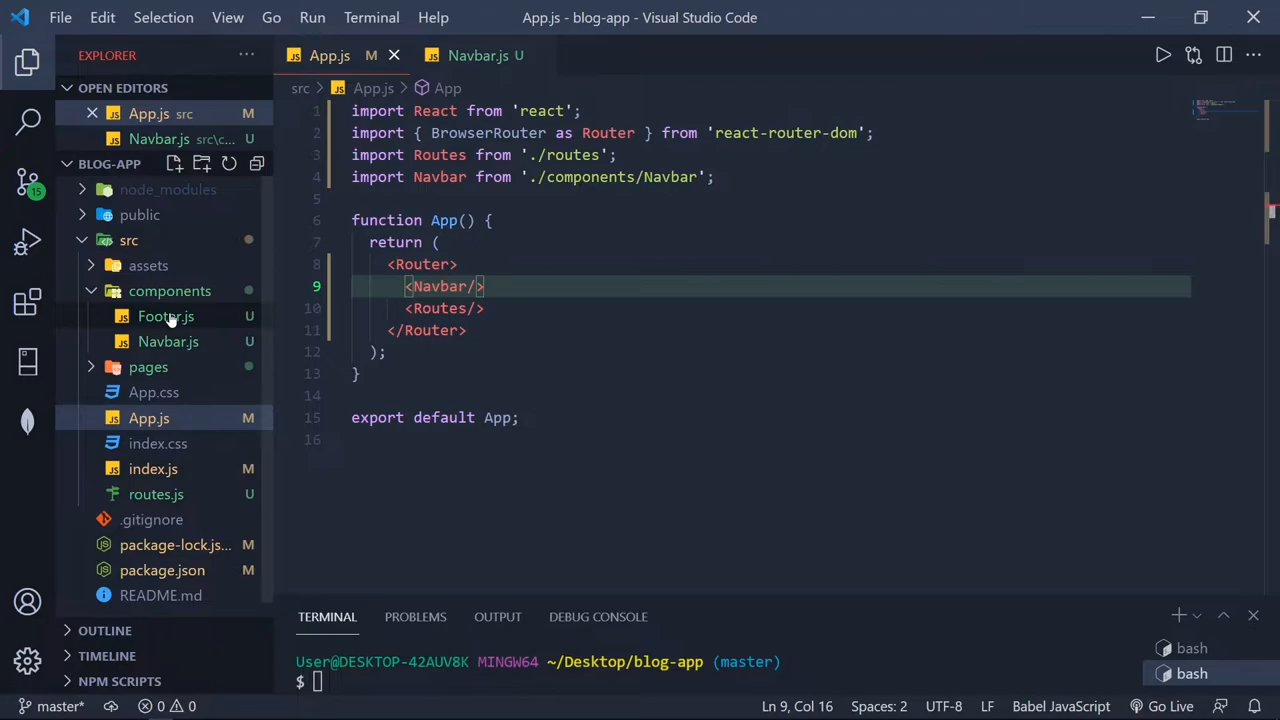 File Edit Selection View Go Run Terminal Help App.js - blog-app - Visual Studio Code
EXPLORER
OPEN EDITORS
App.js src M
Navbar.js src\c... U
BLOG-APP
node_modules
public
src
assets
components
Footer.js U
Navbar.js U
pages
App.css
App.js M
index.css
index.js M
routes.js U
.gitignore
package-lock.js... M
package.json M
README.md
OUTLINE
TIMELINE
NPM SCRIPTS
15
App.js M Navbar.js U
src > App.js > App
1 import React from 'react';
2 import { BrowserRouter as Router } from 'react-router-dom';
3 import Routes from './routes';
4 import Navbar from './components/Navbar';
5
6 function App() {
7 return (
8 <Router>
9 <Navbar/>
10 <Routes/>
11 </Router>
12 );
13 }
14
15 export default App;
16
TERMINAL PROBLEMS OUTPUT DEBUG CONSOLE
User@DESKTOP-42AUV8K MINGW64 ~/Desktop/blog-app (master)
$
bash
bash
master* 0 0 Ln 9, Col 16 Spaces: 2 UTF-8 LF Babel JavaScript Go Live